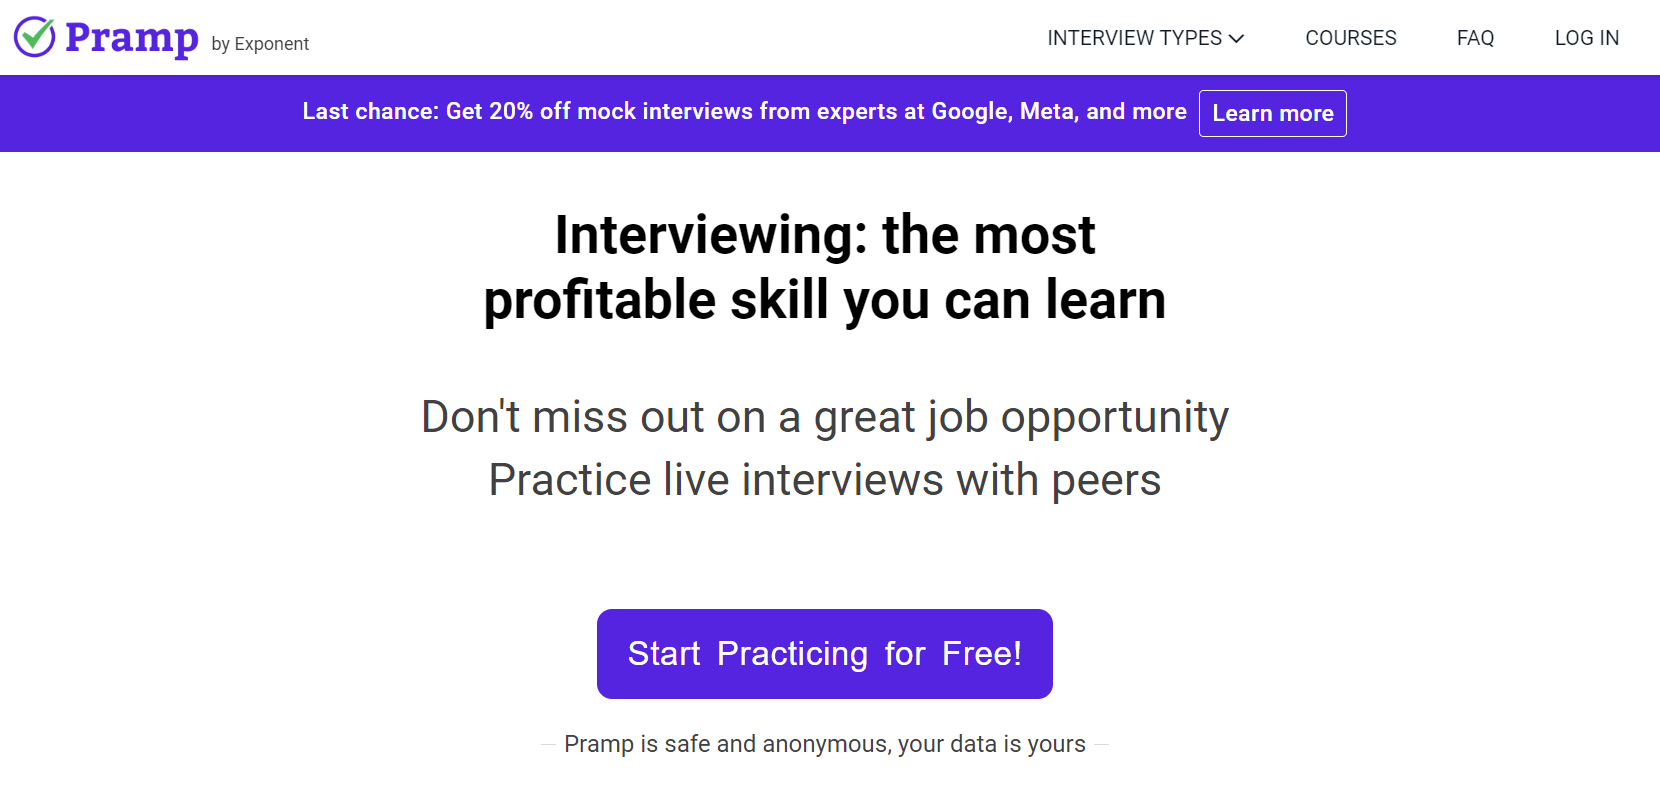 Pramp by Exponent
INTERVIEW TYPES
COURSES
FAQ
LOG IN
Last chance: Get 20% off mock interviews from experts at Google, Meta, and more
Learn more
Interviewing: the most
profitable skill you can learn
Don't miss out on a great job opportunity
Practice live interviews with peers
Start Practicing for Free!
Pramp is safe and anonymous, your data is yours